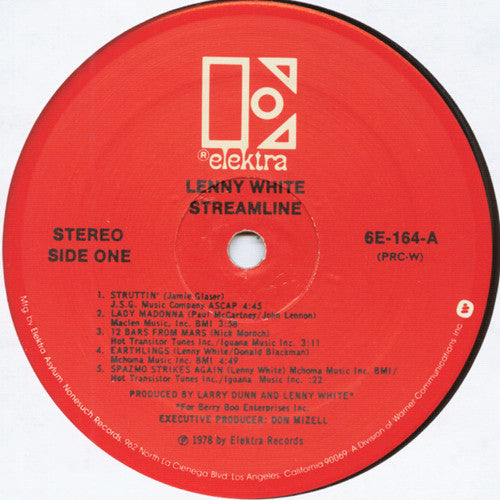 ® elektra
LENNY WHITE
STREAMLINE
STEREO
SIDE ONE
6E-164-A
(PRC-W)
1. STRUTTIN' (Jamie Glaser)
J.S.G. Music Company ASCAP 4:45
2. LADY MADONNA (Paul McCartney/John Lennon)
Maclen Music, Inc. BMI 3:58
3. 12 BARS FROM MARS (Nick Moroch)
Hot Transistor Tunes Inc./Iguana Music Inc. 3:11
4. EARTHLINGS (Lenny White/Donald Blackman)
Mchoma Music Inc. BMI 4:49
5. SPAZMO STRIKES AGAIN (Lenny White) Mchoma Music Inc. BMI/
Hot Transistor Tunes Inc./Iguana Music Inc. :22
PRODUCED BY LARRY DUNN AND LENNY WHITE*
*For Berry Boo Enterprises Inc.
EXECUTIVE PRODUCER: DON MIZELL
℗ 1978 by Elektra Records
Mfg. by Elektra Asylum Nonesuch Records, 962 North La Cienega Blvd. Los Angeles, California 90069 · A Division of Warner Communications Inc.